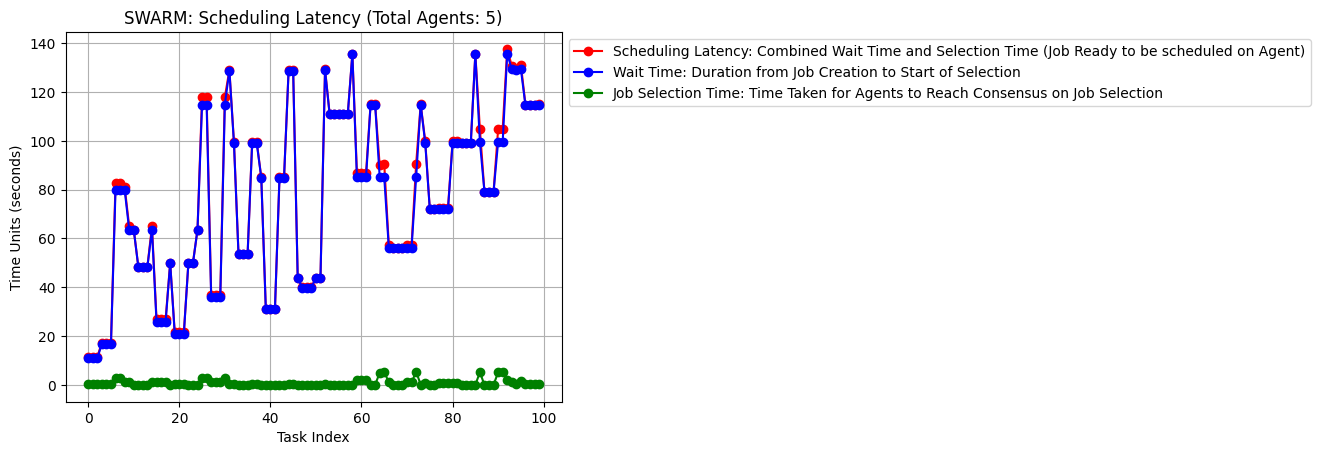 SWARM: Scheduling Latency (Total Agents: 5)
Scheduling Latency: Combined Wait Time and Selection Time (Job Ready to be scheduled on Agent)
Wait Time: Duration from Job Creation to Start of Selection
Job Selection Time: Time Taken for Agents to Reach Consensus on Job Selection
Time Units (seconds)
140
120
100
80
60
40
20
0
0 20 40 60 80 100
Task Index